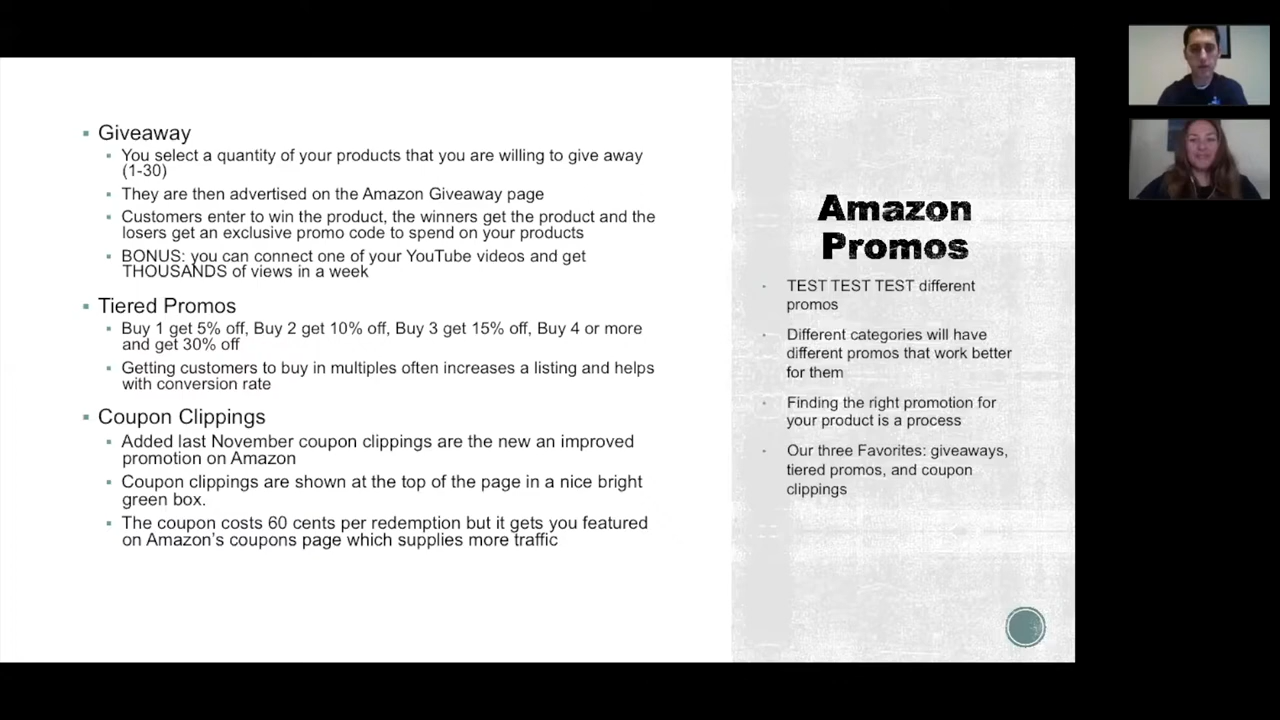 Giveaway
You select a quantity of your products that you are willing to give away
(1-30)
They are then advertised on the Amazon Giveaway page
Customers enter to win the product, the winners get the product and the
losers get an exclusive promo code to spend on your products
BONUS: you can connect one of your YouTube videos and get
THOUSANDS of views in a week
Tiered Promos
Buy 1 get 5% off, Buy 2 get 10% off, Buy 3 get 15% off, Buy 4 or more
and get 30% off
Getting customers to buy in multiples often increases a listing and helps
with conversion rate
Coupon Clippings
Added last November coupon clippings are the new an improved
promotion on Amazon
Coupon clippings are shown at the top of the page in a nice bright
green box.
The coupon costs 60 cents per redemption but it gets you featured
on Amazon's coupons page which supplies more traffic
Amazon
Promos
TEST TEST TEST different
promos
Different categories will have
different promos that work better
for them
Finding the right promotion for
your product is a process
Our three Favorites: giveaways,
tiered promos, and coupon
clippings